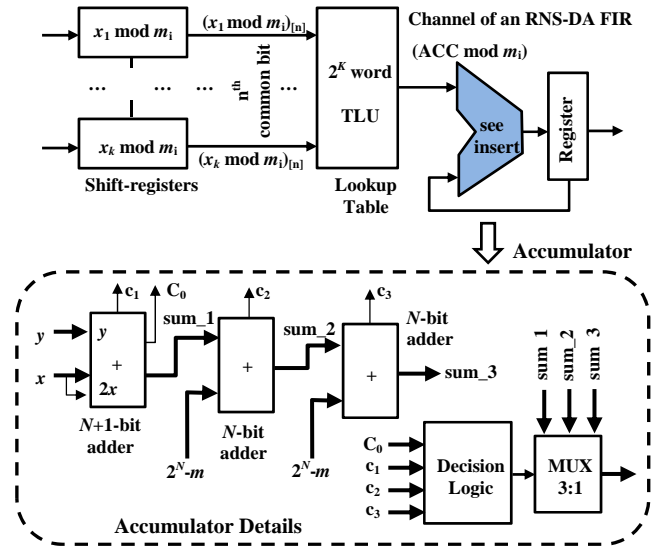 Channel of an RNS-DA FIR
x1 mod mi
(x1 mod mi)[n]
(ACC mod mi)
... ... ...
nth
common bit
2^K word
TLU
see
insert
Register
xk mod mi
(xk mod mi)[n]
Shift-registers
Lookup
Table
Accumulator
c1
C0
c2
c3
y
y
+
x
2x
sum_1
+
sum_2
+
N-bit
adder
sum_3
N+1-bit
adder
2^N-m
N-bit
adder
2^N-m
sum 1
sum_2
sum 3
C0
c1
c2
c3
Decision
Logic
MUX
3:1
Accumulator Details